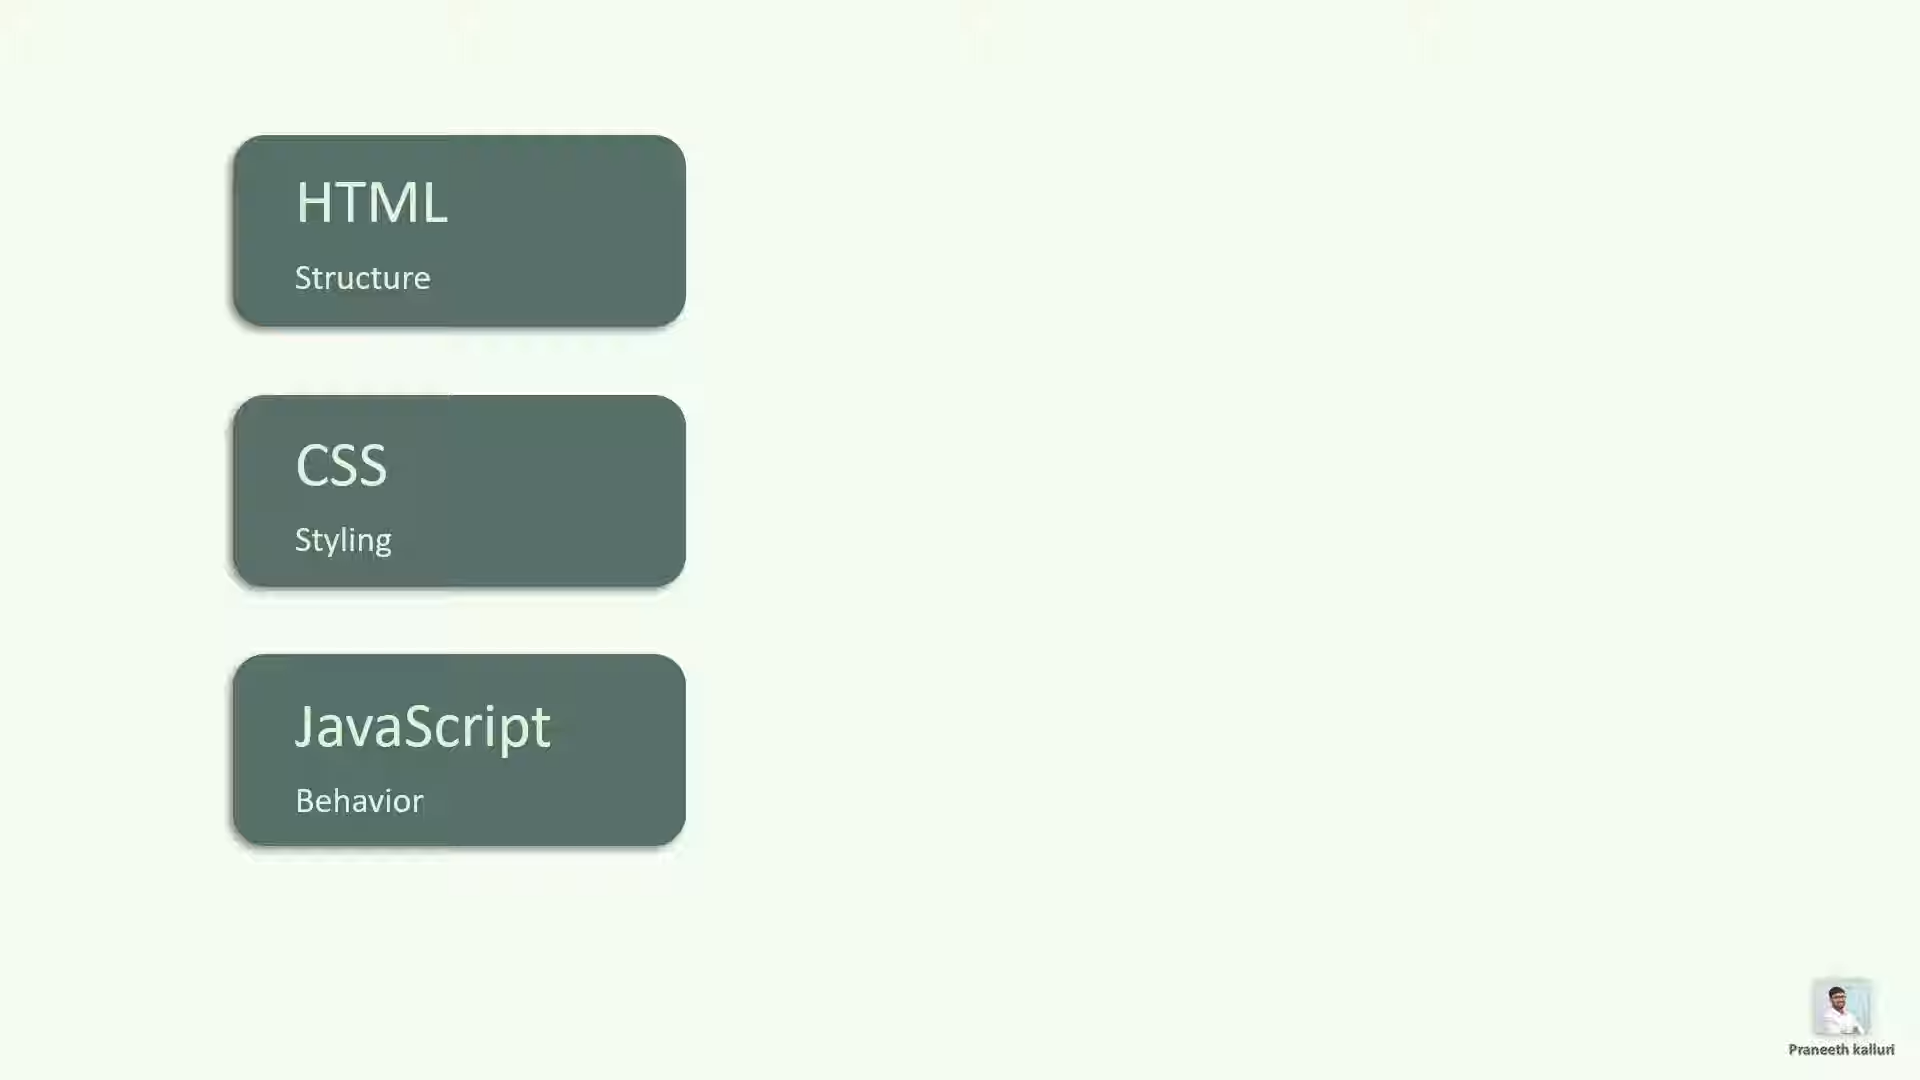 HTML
Structure
CSS
Styling
JavaScript
Behavior
Praneeth kalluri